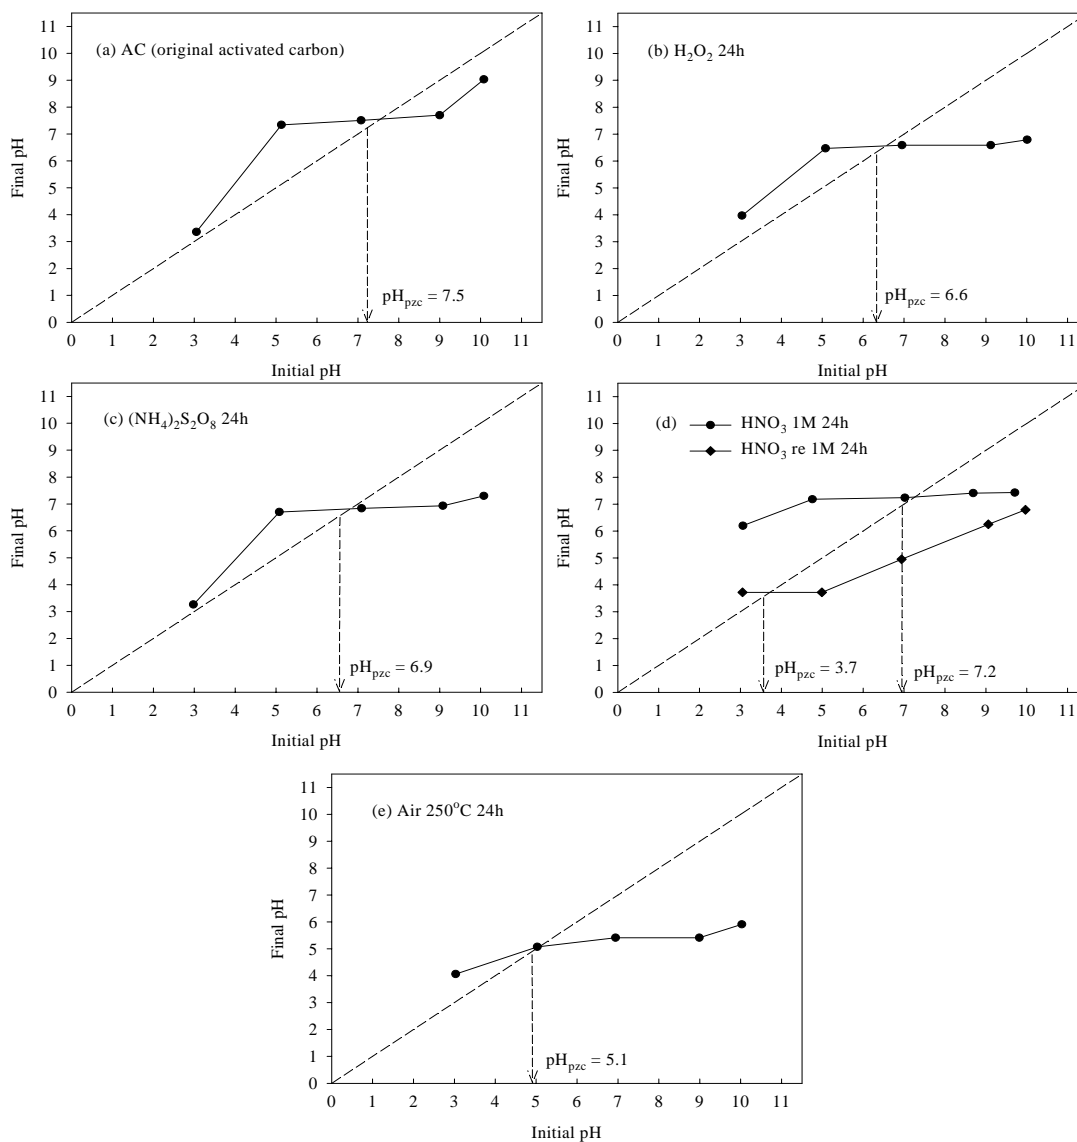 (a) AC (original activated carbon)
Final pH
11
10
9
8
7
6
5
4
3
2
1
0
pH_pzc = 7.5
0 1 2 3 4 5 6 7 8 9 10 11
Initial pH
(b) H₂O₂ 24h
Final pH
11
10
9
8
7
6
5
4
3
2
1
0
pH_pzc = 6.6
0 1 2 3 4 5 6 7 8 9 10 11
Initial pH
(c) (NH₄)₂S₂O₈ 24h
Final pH
11
10
9
8
7
6
5
4
3
2
1
0
pH_pzc = 6.9
0 1 2 3 4 5 6 7 8 9 10 11
Initial pH
(d) HNO₃ 1M 24h
HNO₃ re 1M 24h
Final pH
11
10
9
8
7
6
5
4
3
2
1
0
pH_pzc = 3.7
pH_pzc = 7.2
0 1 2 3 4 5 6 7 8 9 10 11
Initial pH
(e) Air 250°C 24h
Final pH
11
10
9
8
7
6
5
4
3
2
1
0
pH_pzc = 5.1
0 1 2 3 4 5 6 7 8 9 10 11
Initial pH